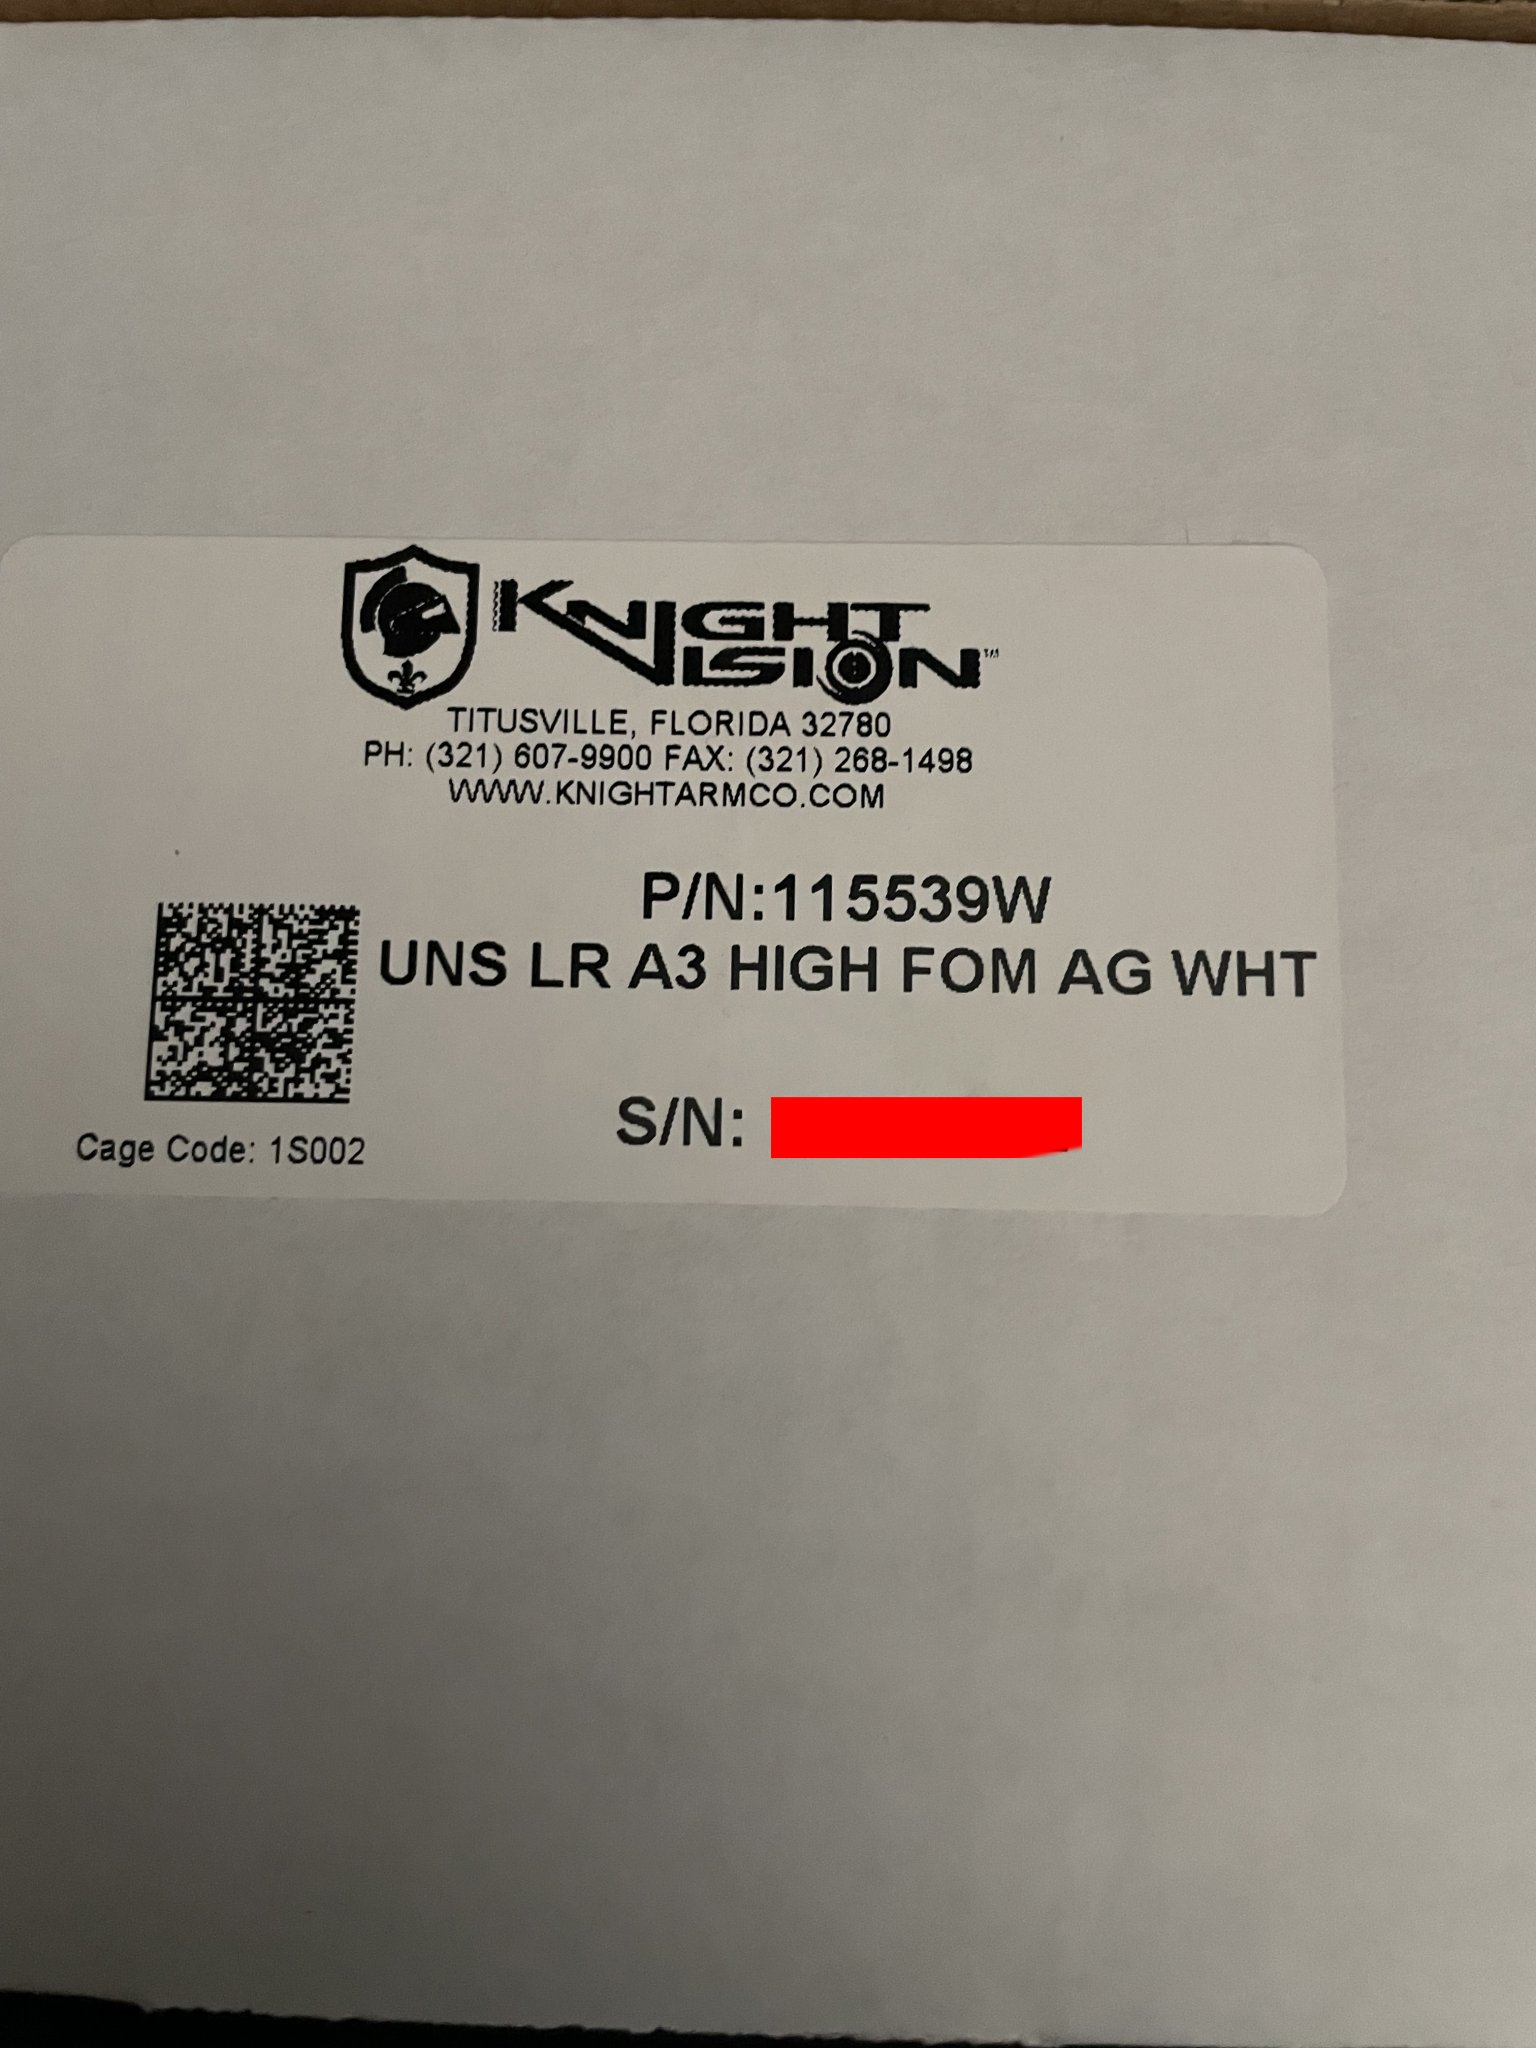 KNIGHT
VISION™
TITUSVILLE, FLORIDA 32780
PH: (321) 607-9900 FAX: (321) 268-1498
WWW.KNIGHTARMCO.COM
P/N:115539W
UNS LR A3 HIGH FOM AG WHT
S/N:
Cage Code: 1S002